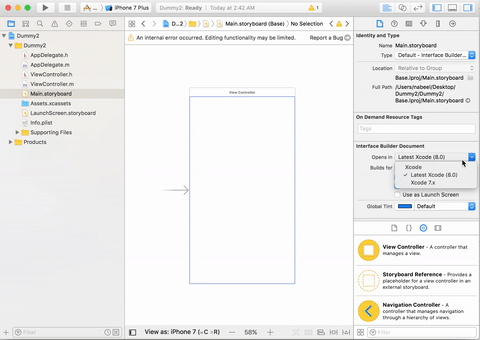 iPhone 7 Plus
Dummy2: Ready | Today at 2:42 AM
1
D...2
Main.storyboard (Base)
No Selection
An internal error occurred. Editing functionality may be limited.
Report a Bug
Dummy2
Dummy2
AppDelegate.h
AppDelegate.m
ViewController.h
ViewController.m
Main.storyboard
Assets.xcassets
LaunchScreen.storyboard
Info.plist
Supporting Files
Products
Filter
View Controller
View as: iPhone 7 (
C
R)
58%
Identity and Type
Name Main.storyboard
Type Default - Interface Builder...
Location Relative to Group
Base.lproj/Main.storyboard
Full Path /Users/nabeel/Desktop/
Dummy2/Dummy2/
Base.lproj/
Main.storyboard
On Demand Resource Tags
Tags
Interface Builder Document
Opens in Latest Xcode (8.0)
Builds for
Xcode
✓ Latest Xcode (8.0)
Xcode 7.x
Use as Launch Screen
Global Tint Default
View Controller - A controller that
manages a view.
Storyboard Reference - Provides a
placeholder for a view controller in an
external storyboard.
Navigation Controller - A
controller that manages navigation
through a hierarchy of views.
Filter